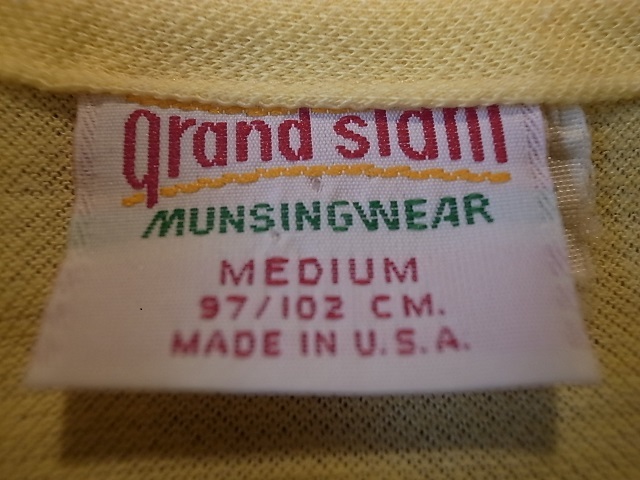 grand slam
MUNSINGWEAR
MEDIUM
97/102 CM.
MADE IN U.S.A.